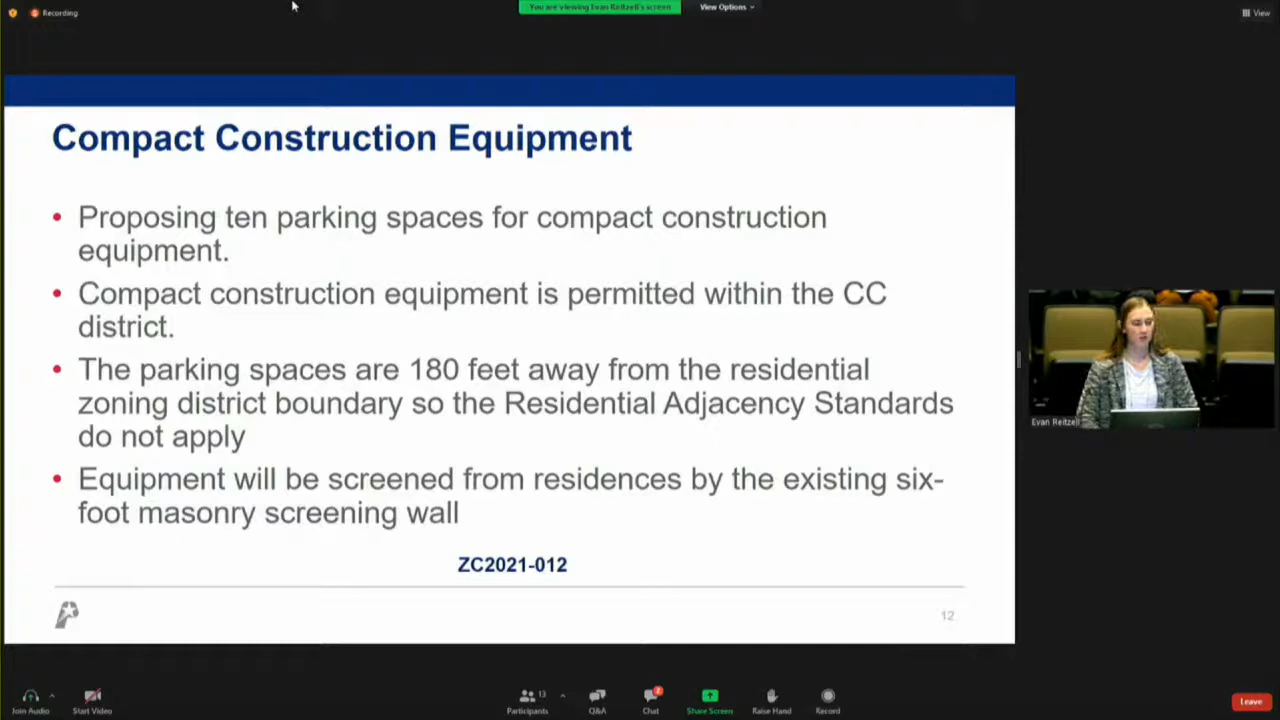 Recording
You are viewing Evan Reitzell's screen
View Options
View
Compact Construction Equipment
• Proposing ten parking spaces for compact construction
equipment.
• Compact construction equipment is permitted within the CC
district.
• The parking spaces are 180 feet away from the residential
zoning district boundary so the Residential Adjacency Standards
do not apply
• Equipment will be screened from residences by the existing six-
foot masonry screening wall
ZC2021-012
12
Evan Reitzell
Join Audio
Start Video
13
Participants
Q&A
2
Chat
Share Screen
Raise Hand
Record
Leave